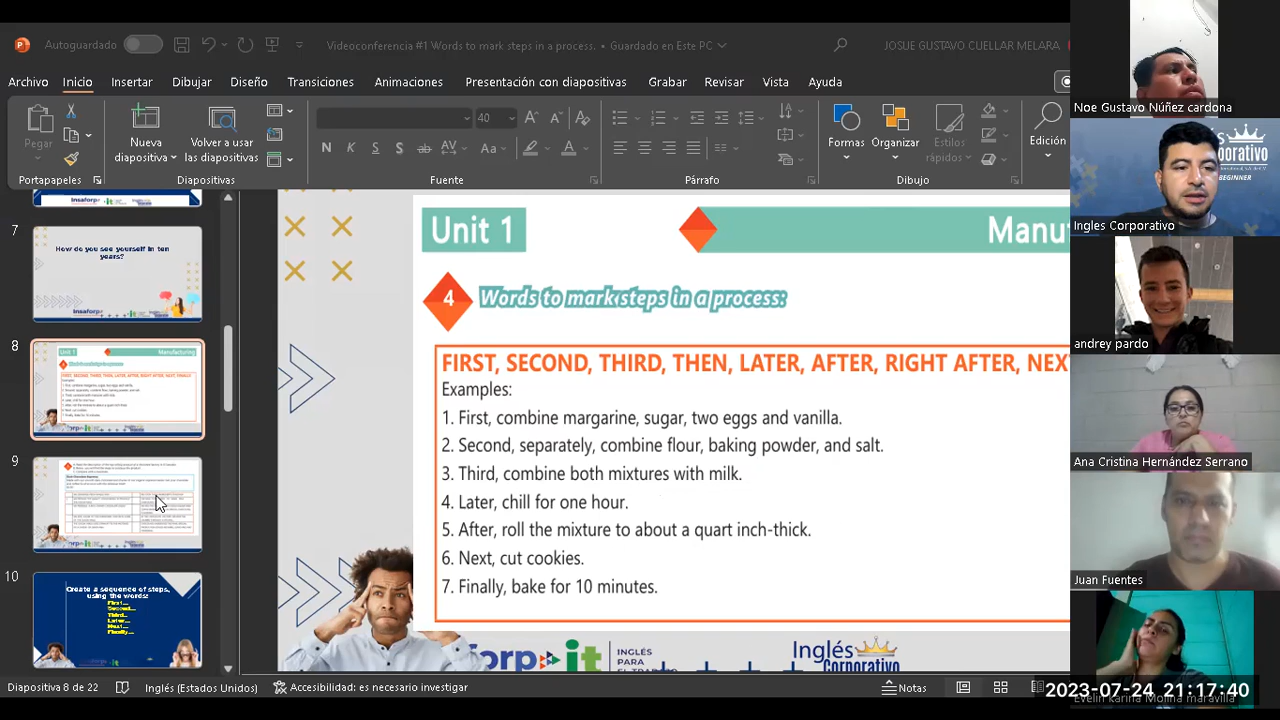 Autoguardado
Videoconferencia #1 Words to mark steps in a process. • Guardado en Este PC
JOSUE GUSTAVO CUELLAR MELARA
Archivo Inicio Insertar Dibujar Diseño Transiciones Animaciones Presentación con diapositivas Grabar Revisar Vista Ayuda
Pegar
Nueva diapositiva
Volver a usar las diapositivas
40
Formas
Organizar
Estilos rápidos
Edición
Portapapeles Diapositivas Fuente Párrafo Dibujo
7
How do you see yourself in ten
years?
8
9
10
Create a sequence of steps,
using the words:
First...
Second...
Third...
Later...
Next...
Finally...
Unit 1
Manu
4
Words to mark steps in a process:
FIRST, SECOND, THIRD, THEN, LATER, AFTER, RIGHT AFTER, NEX
Examples:
1. First, combine margarine, sugar, two eggs and vanilla.
2. Second, separately, combine flour, baking powder, and salt.
3. Third, combine both mixtures with milk.
4. Later, chill for one hour.
5. After, roll the mixture to about a quart inch-thick.
6. Next, cut cookies.
7. Finally, bake for 10 minutes.
INGLÉS
PARA
Inglés
Corporativo
Diapositiva 8 de 22
Inglés (Estados Unidos)
Accesibilidad: es necesario investigar
Notas
Noe Gustavo Núñez cardona
BEGINNER
Ingles Corporativo
andrey pardo
Ana Cristina Hernández Serrano
Juan Fuentes
2023-07-24 21:17:40
Evelin Karina Molina maravilla